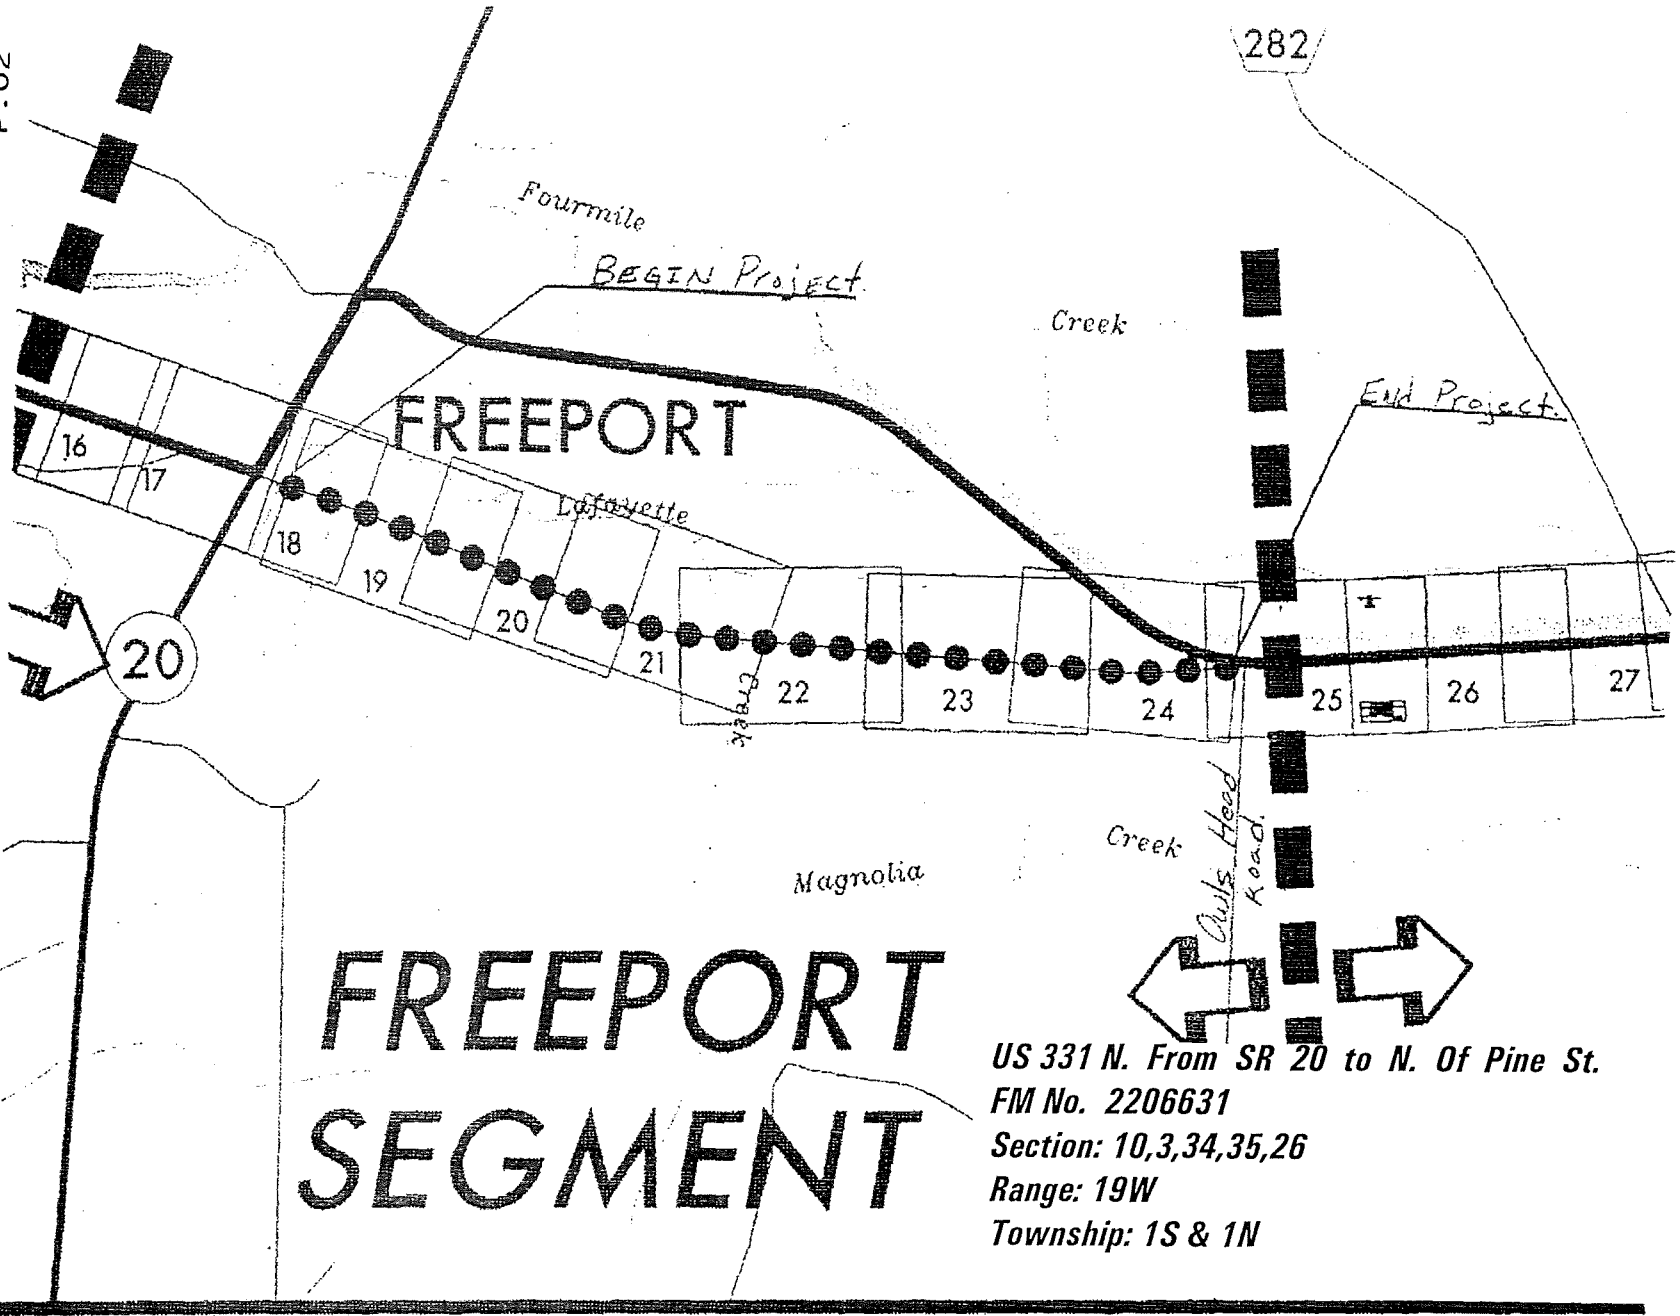 P.02
282
Fourmile
BEGIN Project.
Creek
End Project.
FREEPORT
16
17
Lafayette
18
19
20
20
21
Creek
22
23
24
25
26
27
Owls Head
Road.
Creek
Magnolia
FREEPORT
SEGMENT
US 331 N. From SR 20 to N. Of Pine St.
FM No. 2206631
Section: 10,3,34,35,26
Range: 19W
Township: 1S & 1N